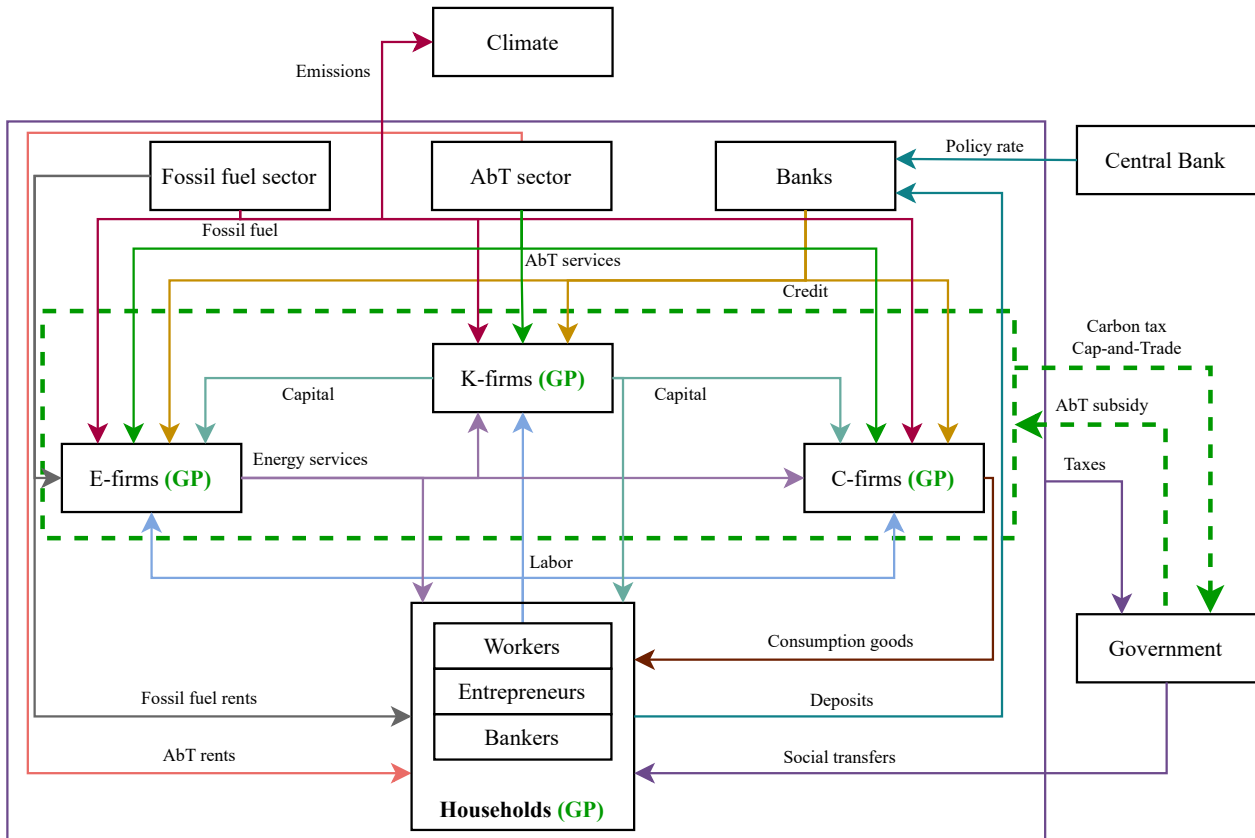 Climate
Emissions
Fossil fuel sector
AbT sector
Banks
Policy rate
Central Bank
Fossil fuel
AbT services
Credit
Carbon tax
Cap-and-Trade
K-firms (GP)
Capital
Capital
AbT subsidy
E-firms (GP)
Energy services
C-firms (GP)
Taxes
Labor
Workers
Consumption goods
Government
Entrepreneurs
Fossil fuel rents
Deposits
Bankers
AbT rents
Social transfers
Households (GP)